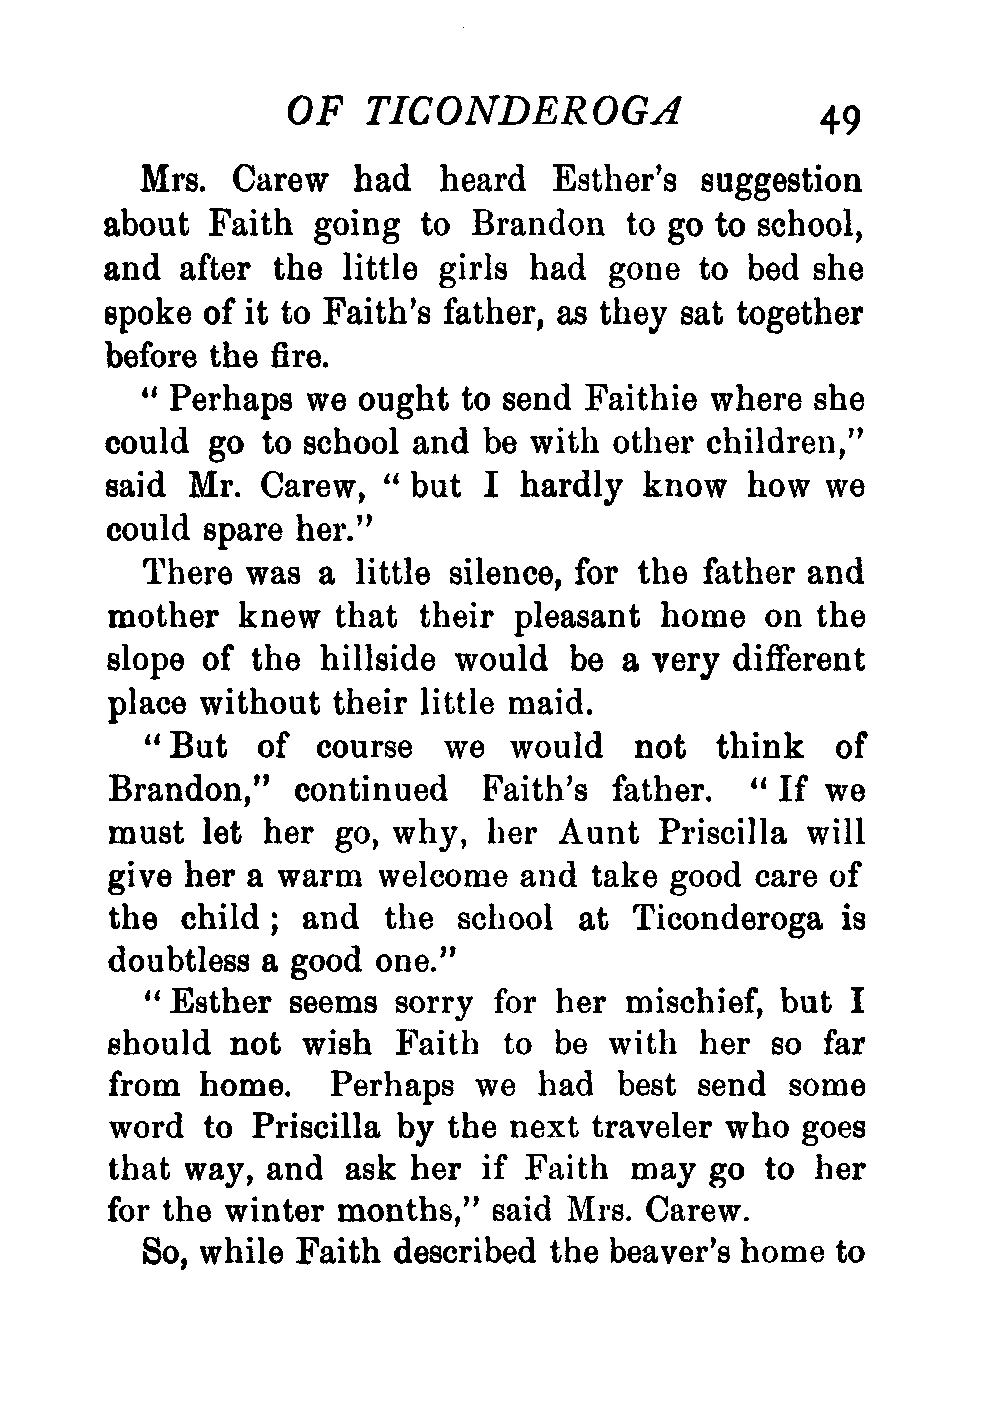 OF TICONDEROGA 49
Mrs. Carew had heard Esther's suggestion
about Faith going to Brandon to go to school,
and after the little girls had gone to bed she
spoke of it to Faith's father, as they sat together
before the fire.
" Perhaps we ought to send Faithie where she
could go to school and be with other children,"
said Mr. Carew, " but I hardly know how we
could spare her."
There was a little silence, for the father and
mother knew that their pleasant home on the
slope of the hillside would be a very different
place without their little maid.
" But of course we would not think of
Brandon," continued Faith's father. " If we
must let her go, why, her Aunt Priscilla will
give her a warm welcome and take good care of
the child ; and the school at Ticonderoga is
doubtless a good one."
" Esther seems sorry for her mischief, but I
should not wish Faith to be with her so far
from home. Perhaps we had best send some
word to Priscilla by the next traveler who goes
that way, and ask her if Faith may go to her
for the winter months," said Mrs. Carew.
So, while Faith described the beaver's home to